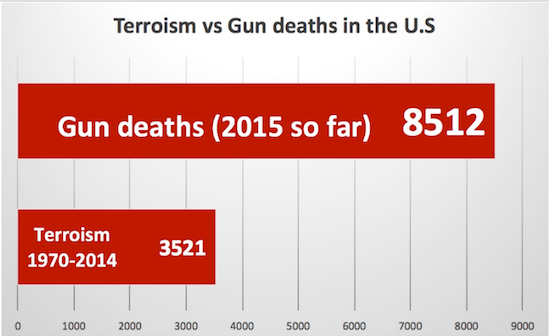 Terroism vs Gun deaths in the U.S
Gun deaths (2015 so far) 8512
Terroism
1970-2014 3521
0 1000 2000 3000 4000 5000 6000 7000 8000 9000